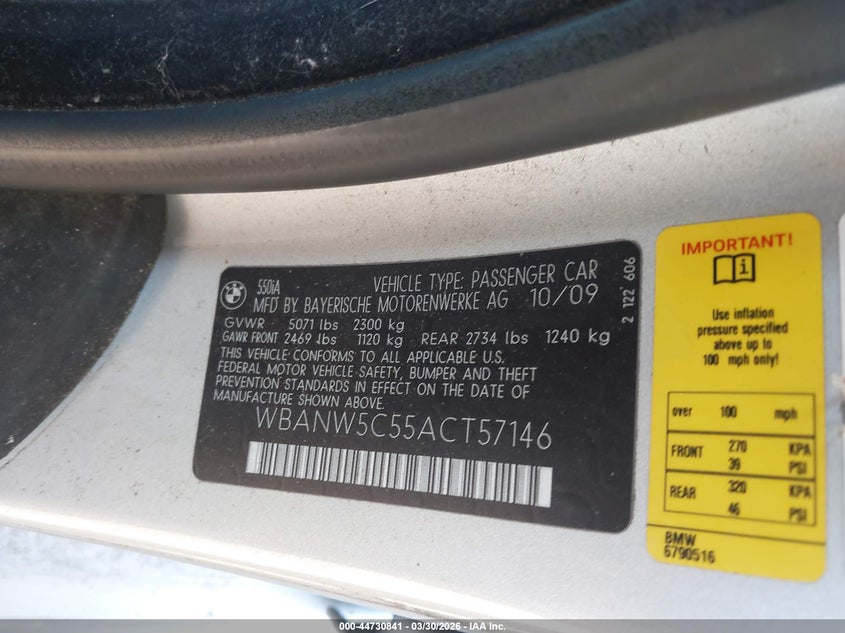 550iA
VEHICLE TYPE: PASSENGER CAR
MFD BY BAYERISCHE MOTORENWERKE AG 10/09
GVWR 5071 lbs 2300 kg
GAWR FRONT 2469 lbs 1120 kg REAR 2734 lbs 1240 kg
THIS VEHICLE CONFORMS TO ALL APPLICABLE U.S.
FEDERAL MOTOR VEHICLE SAFETY, BUMPER AND THEFT
PREVENTION STANDARDS IN EFFECT ON THE DATE OF
MANUFACTURE SHOWN ABOVE.
WBANW5C55ACT57146
2 122 606
IMPORTANT!
Use inflation
pressure specified
above up to
100 mph only!
over 100 mph
FRONT 270 KPA
39 PSI
REAR 320 KPA
46 PSI
BMW
6790516
000-44730841 - 03/30/2026 - IAA Inc.